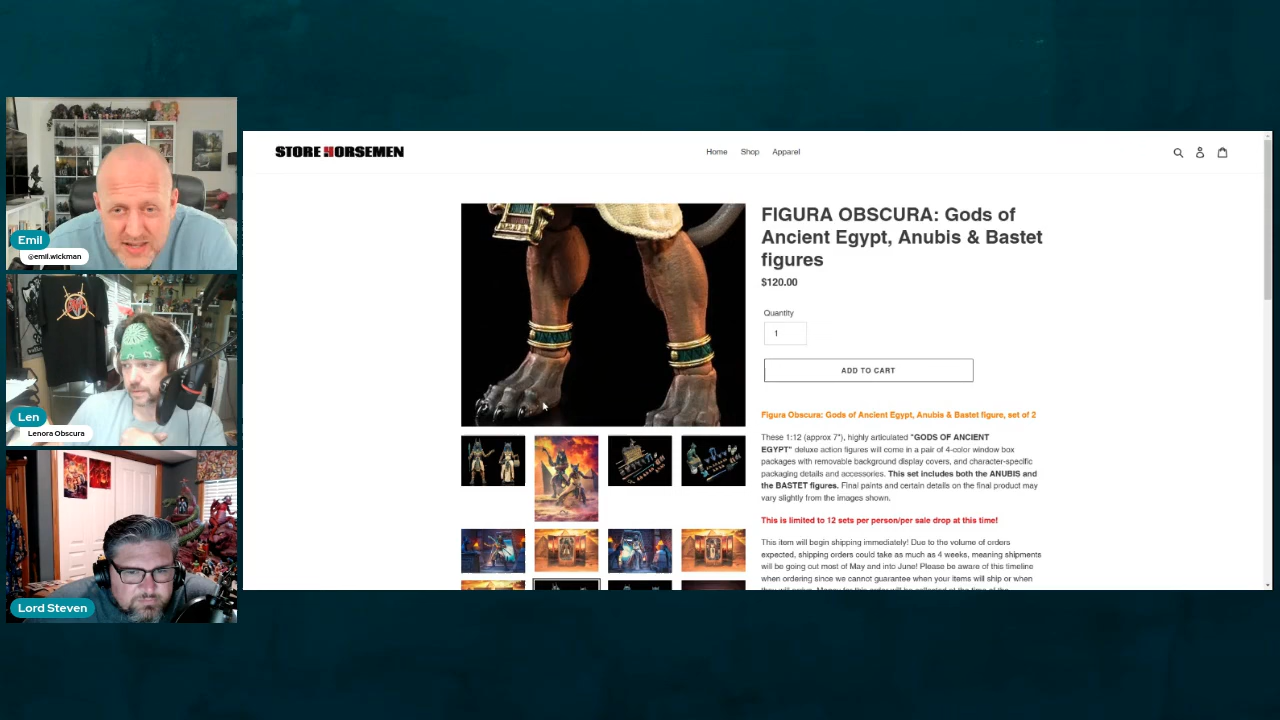 Emil
@emil.wickman
Len
Lenora Obscura
Lord Steven
STORE HORSEMEN
Home Shop Apparel
FIGURA OBSCURA: Gods of
Ancient Egypt, Anubis & Bastet
figures
$120.00
Quantity
1
ADD TO CART
Figura Obscura: Gods of Ancient Egypt, Anubis & Bastet figure, set of 2
These 1:12 (approx 7"), highly articulated "GODS OF ANCIENT
EGYPT" deluxe action figures will come in a pair of 4-color window box
packages with removable background display covers, and character-specific
packaging details and accessories. This set includes both the ANUBIS and
the BASTET figures. Final paints and certain details on the final product may
vary slightly from the images shown.
This is limited to 12 sets per person/per sale drop at this time!
This item will begin shipping immediately! Due to the volume of orders
expected, shipping orders could take as much as 4 weeks, meaning shipments
will be going out most of May and into June! Please be aware of this timeline
when ordering since we cannot guarantee when your items will ship or when